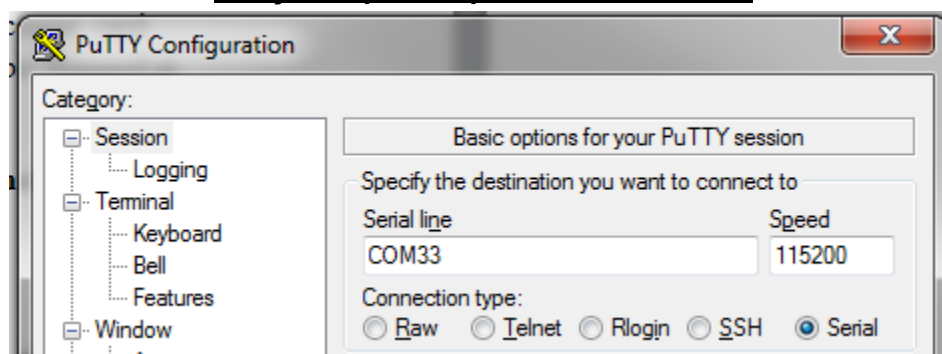 PuTTY Configuration
Category:
Session
Logging
Terminal
Keyboard
Bell
Features
Window
Basic options for your PuTTY session
Specify the destination you want to connect to
Serial line Speed
COM33 115200
Connection type:
Raw Telnet Rlogin SSH Serial